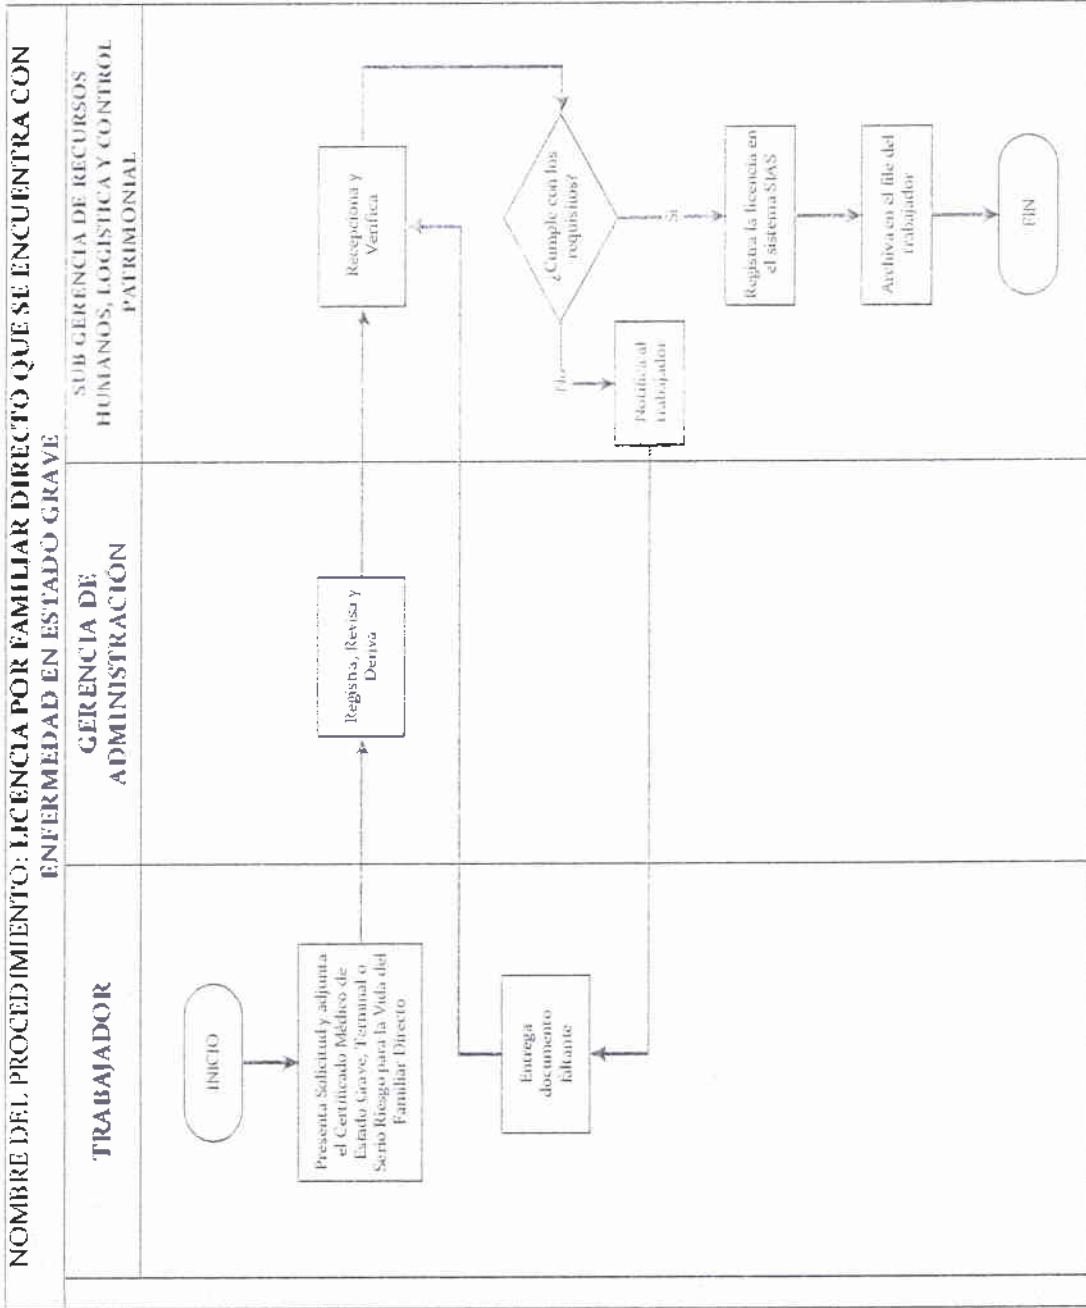 NOMBRE DEL PROCEDIMIENTO: LICENCIA POR FAMILIAR DIRECTO QUE SE ENCUENTRA CON
ENFERMEDAD EN ESTADO GRAVE
TRABAJADOR
GERENCIA DE
ADMINISTRACIÓN
SUB GERENCIA DE RECURSOS
HUMANOS, LOGISTICA Y CONTROL
PATRIMONIAL
INICIO
Presenta Solicitud y adjunta
el Certificado Médico de
Estado Grave, Terminal o
Serio Riesgo para la Vida del
Familiar Directo
Registra, Revisa y
Deriva
Recepciona y
Verifica
¿Cumple con los
requisitos?
No
Si
Notifica al
trabajador
Entrega
documento
faltante
Registra la licencia en
el sistema SIAS
Archiva en el file del
trabajador
FIN